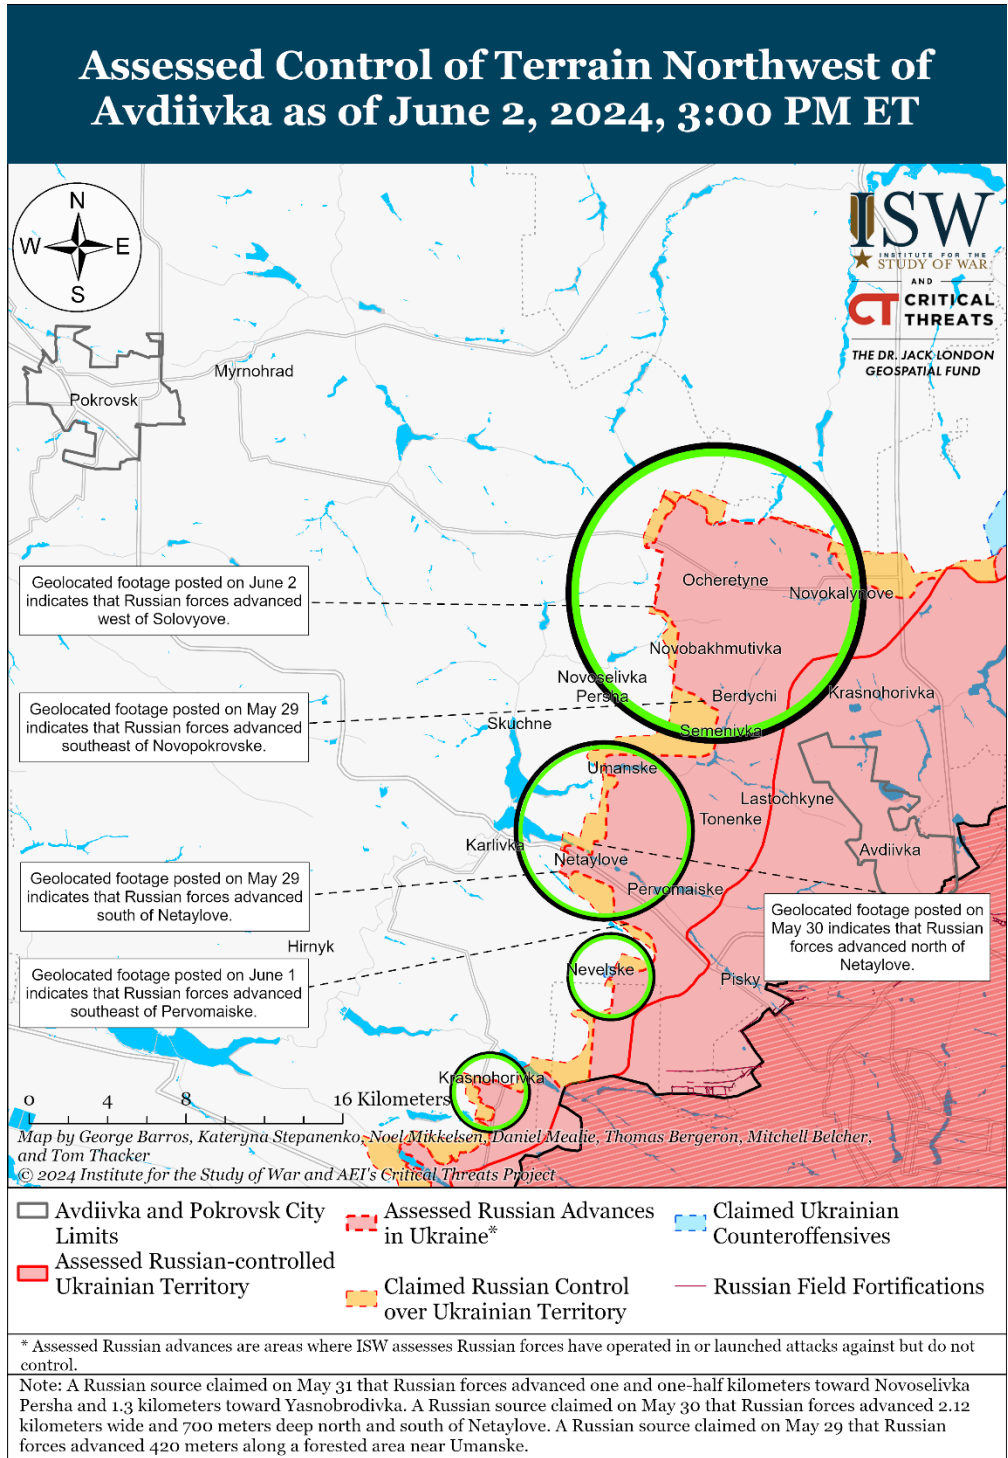 Assessed Control of Terrain Northwest of
Avdiivka as of June 2, 2024, 3:00 PM ET
N
W
E
S
ISW
INSTITUTE FOR THE
STUDY OF WAR
AND
CT CRITICAL
THREATS
THE DR. JACK LONDON
GEOSPATIAL FUND
Myrnohrad
Pokrovsk
Ocheretyne
Novokalynove
Geolocated footage posted on June 2
indicates that Russian forces advanced
west of Solovyove.
Novobakhmutivka
Novoselivka
Persha
Berdychi
Krasnohorivka
Geolocated footage posted on May 29
indicates that Russian forces advanced
southeast of Novopokrovske.
Skuchne
Semenivka
Umanske
Lastochkyne
Tonenke
Karlivka
Netaylove
Avdiivka
Pervomaiske
Geolocated footage posted on May 29
indicates that Russian forces advanced
south of Netaylove.
Geolocated footage posted on
May 30 indicates that Russian
forces advanced north of
Netaylove.
Hirnyk
Geolocated footage posted on June 1
indicates that Russian forces advanced
southeast of Pervomaiske.
Nevelske
Pisky
Krasnohorivka
0 4 8 16 Kilometers
Map by George Barros, Kateryna Stepanenko, Noel Mikkelsen, Daniel Mealie, Thomas Bergeron, Mitchell Belcher,
and Tom Thacker
© 2024 Institute for the Study of War and AEI's Critical Threats Project
Avdiivka and Pokrovsk City
Limits
Assessed Russian-controlled
Ukrainian Territory
Assessed Russian Advances
in Ukraine*
Claimed Russian Control
over Ukrainian Territory
Claimed Ukrainian
Counteroffensives
Russian Field Fortifications
* Assessed Russian advances are areas where ISW assesses Russian forces have operated in or launched attacks against but do not
control.
Note: A Russian source claimed on May 31 that Russian forces advanced one and one-half kilometers toward Novoselivka
Persha and 1.3 kilometers toward Yasnobrodivka. A Russian source claimed on May 30 that Russian forces advanced 2.12
kilometers wide and 700 meters deep north and south of Netaylove. A Russian source claimed on May 29 that Russian
forces advanced 420 meters along a forested area near Umanske.